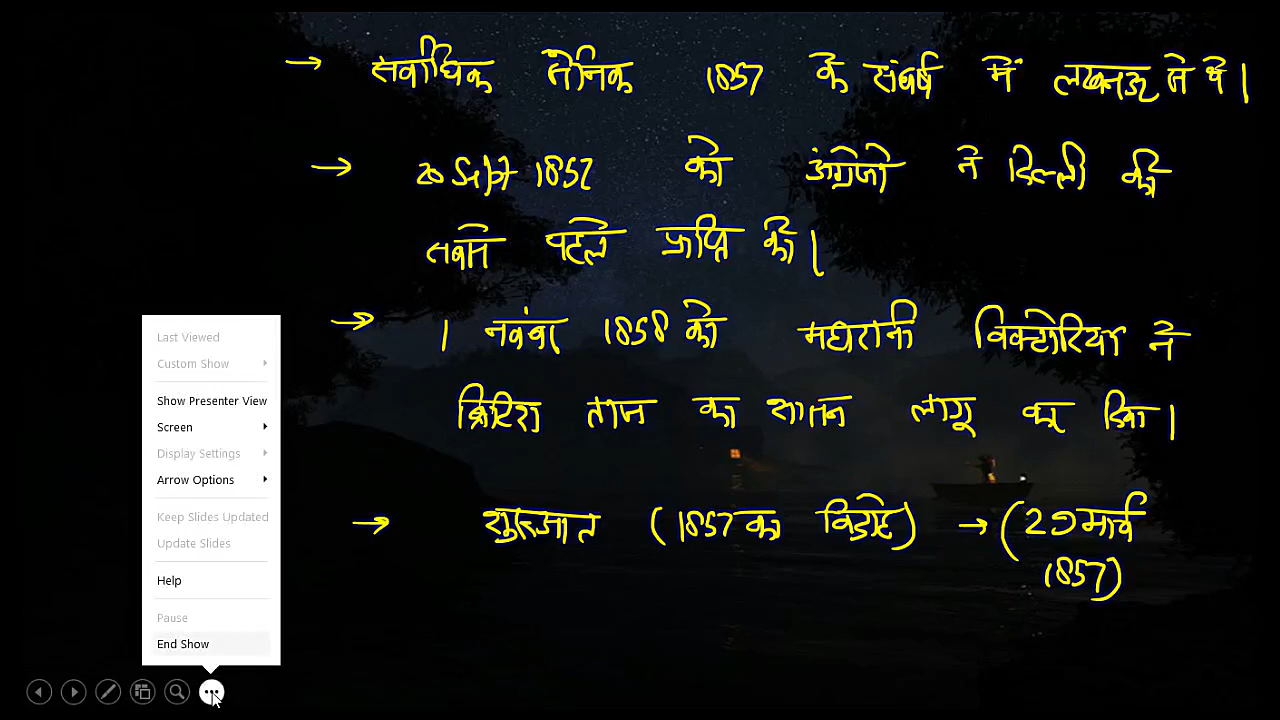 → सर्वाधिक सैनिक 1857 के संघर्ष में लखनऊ से थे।
→ 20 Sept 1857 को अंग्रेजो ने दिल्ली की
सबसे पहले प्राप्ति की।
→ 1 नवंबर 1858 को महारानी विक्टोरिया ने
ब्रिटिश ताज का शासन लागू कर दिया।
→ शुरुआत (1857 का विद्रोह) → (29 मार्च
1857)
Last Viewed
Custom Show
Show Presenter View
Screen
Display Settings
Arrow Options
Keep Slides Updated
Update Slides
Help
Pause
End Show